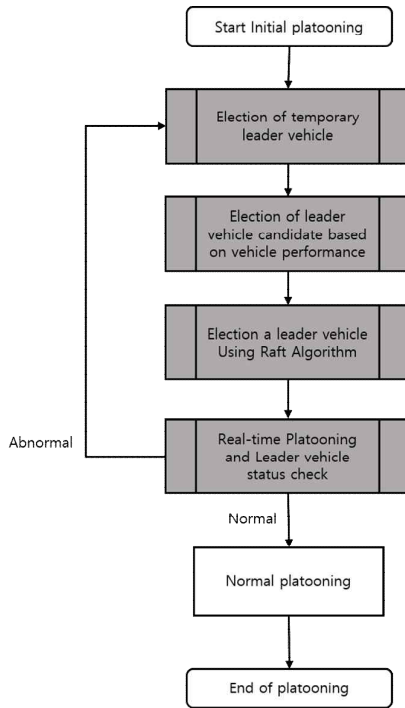 Start Initial platooning
Election of temporary
leader vehicle
Election of leader
vehicle candidate based
on vehicle performance
Election a leader vehicle
Using Raft Algorithm
Abnormal
Real-time Platooning
and Leader vehicle
status check
Normal
Normal platooning
End of platooning